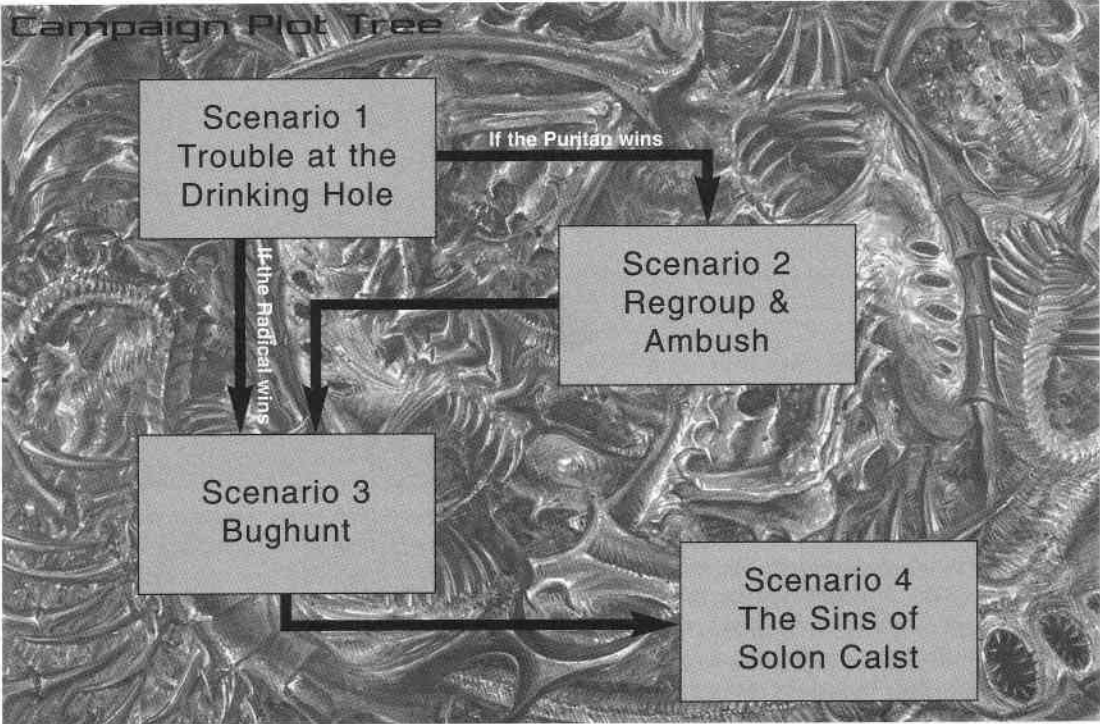 Campaign Plot Tree
Scenario 1
Trouble at the
Drinking Hole
If the Puritan wins
If the Radical wins
Scenario 2
Regroup &
Ambush
Scenario 3
Bughunt
Scenario 4
The Sins of
Solon Calst